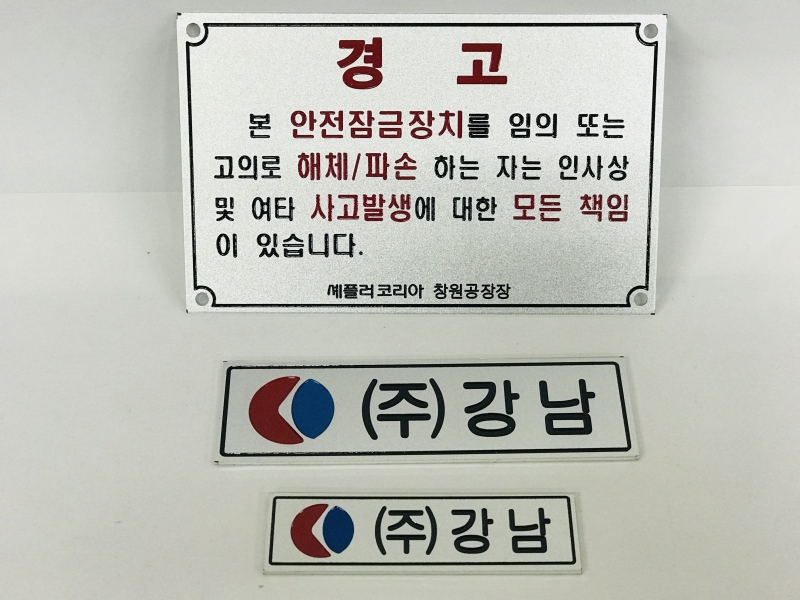 경 고
본 안전잠금장치를 임의 또는
고의로 해체/파손 하는 자는 인사상
및 여타 사고발생에 대한 모든 책임
이 있습니다.
셰플러코리아 창원공장장
(주)강남
(주)강남